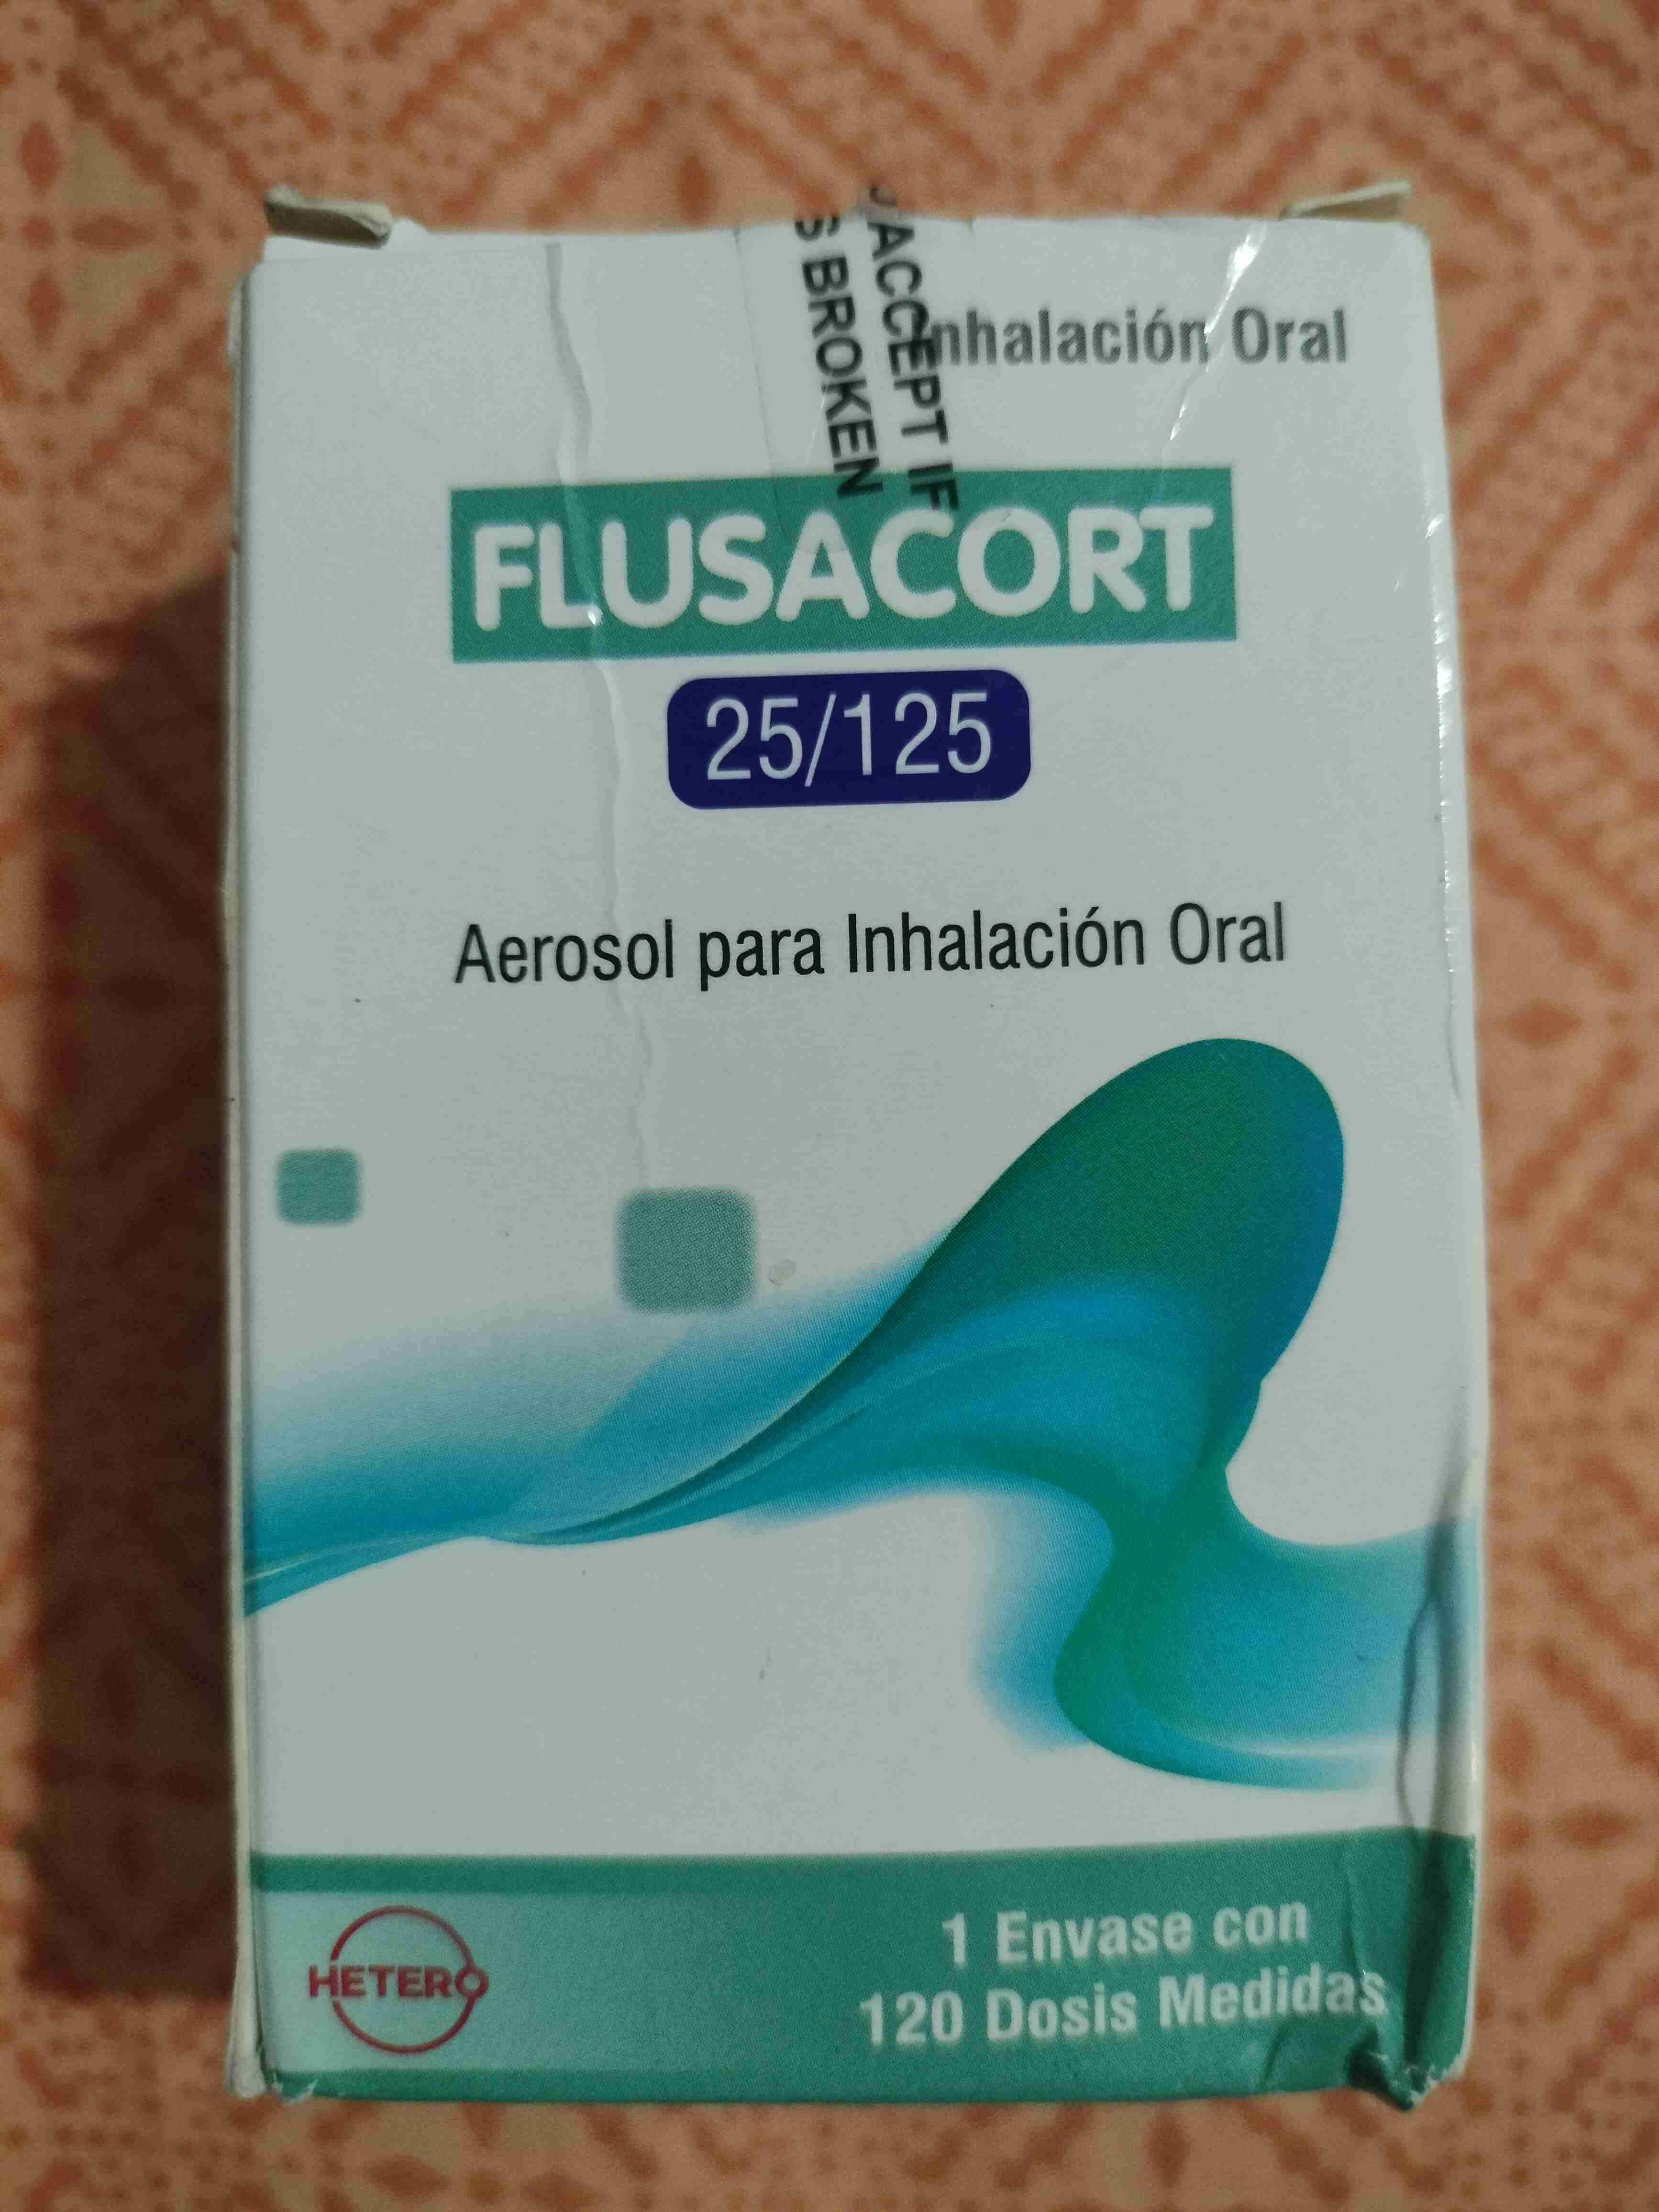 ACCEPT IF
BROKEN
Inhalación Oral
FLUSACORT
25/125
Aerosol para Inhalación Oral
HETERO
1 Envase con
120 Dosis Medidas